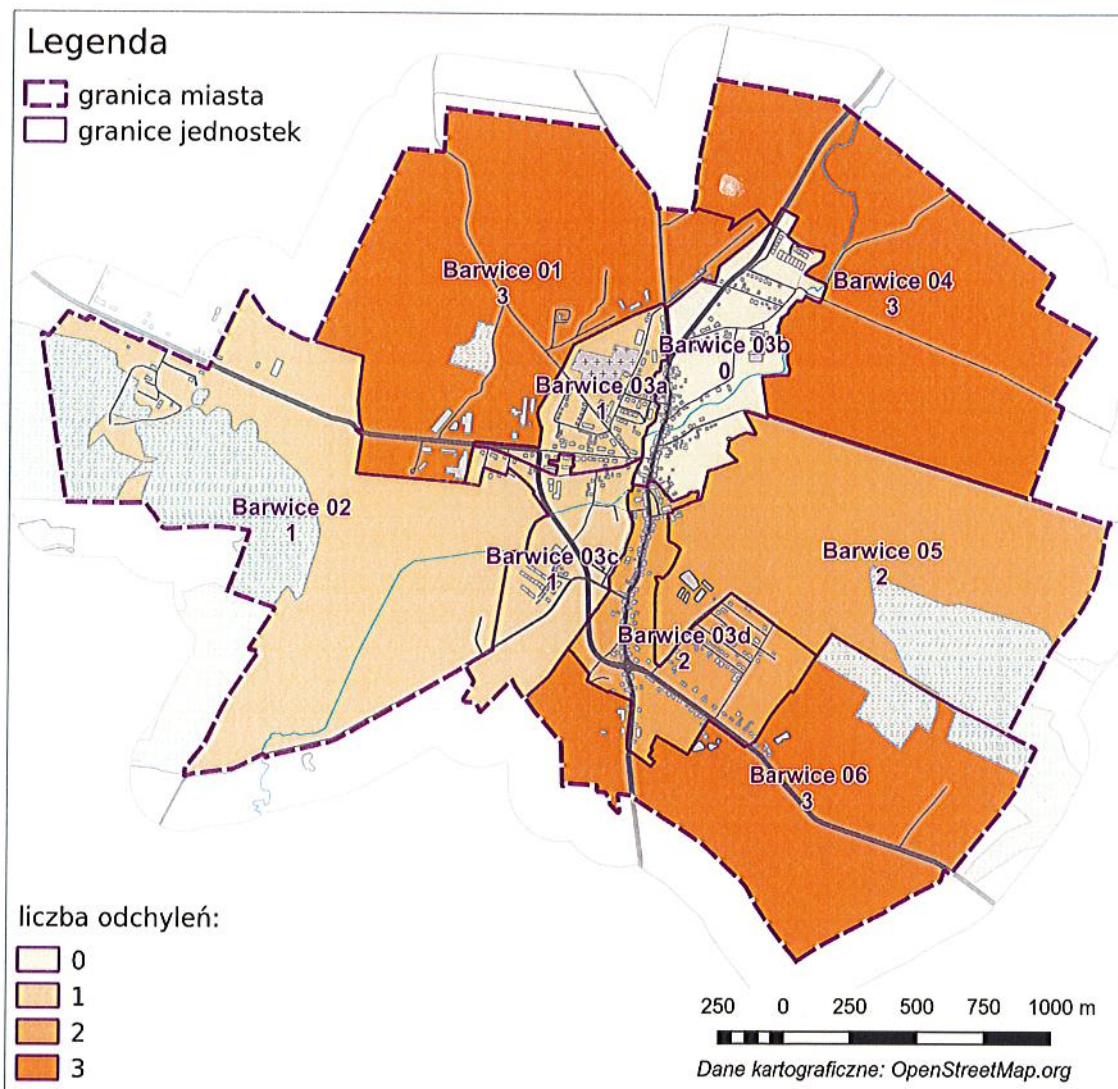 Legenda
granica miasta
granice jednostek
Barwice 01
3
Barwice 04
3
Barwice 03b
0
Barwice 03a
1
Barwice 02
1
Barwice 03c
1
Barwice 05
2
Barwice 03d
2
Barwice 06
3
liczba odchyleń:
0
1
2
3
250 0 250 500 750 1000 m
Dane kartograficzne: OpenStreetMap.org